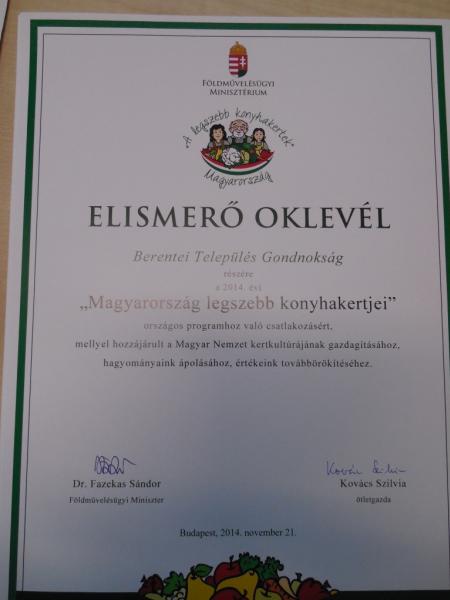 FÖLDMŰVELÉSÜGYI
MINISZTÉRIUM
"A legszebb konyhakertek"
Magyarország
ELISMERŐ OKLEVÉL
Berentei Település Gondnokság
részére
a 2014. évi
„Magyarország legszebb konyhakertjei”
országos programhoz való csatlakozásért,
mellyel hozzájárult a Magyar Nemzet kertkultúrájának gazdagításához,
hagyományaink ápolásához, értékeink továbbörökítéséhez.
Kovács Szilvia
Dr. Fazekas Sándor Kovács Szilvia
Földművelésügyi Miniszter ötletgazda
Budapest, 2014. november 21.